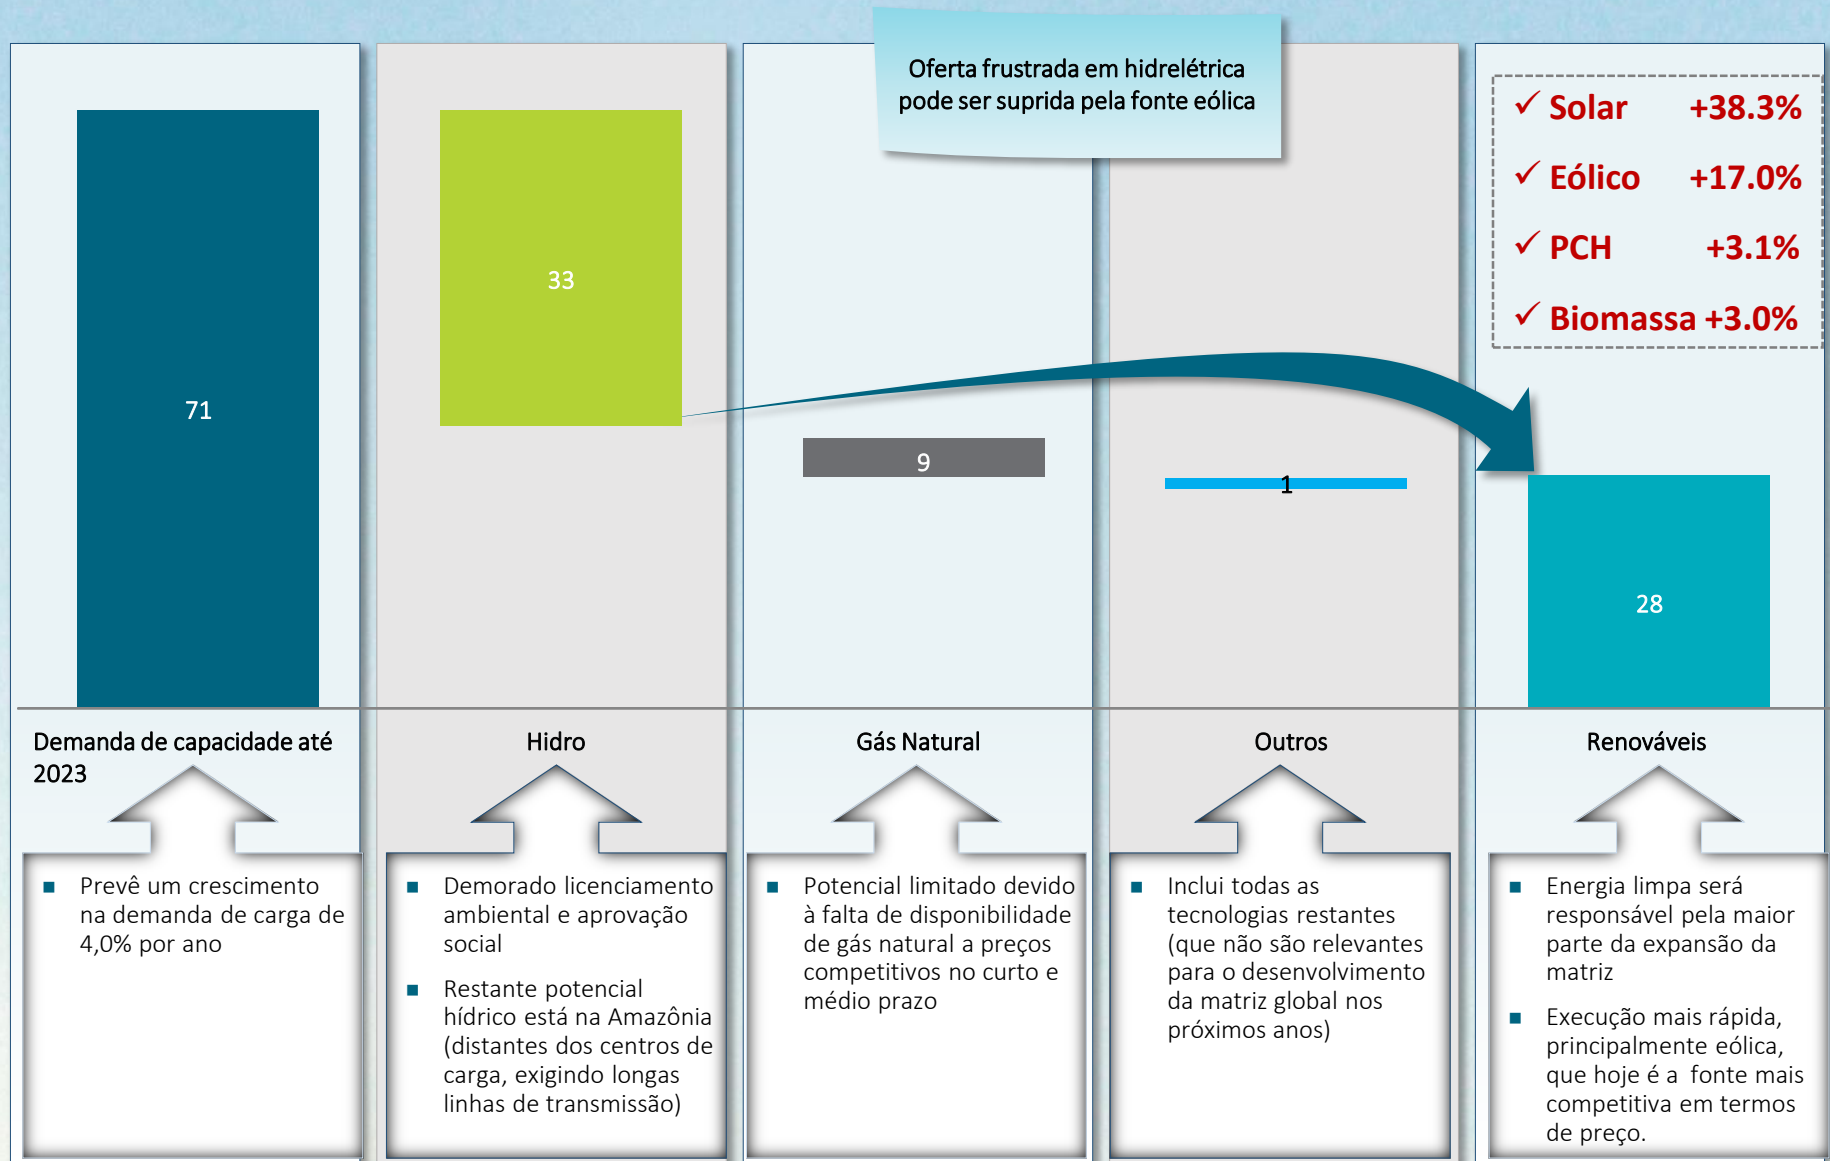 Oferta frustrada em hidrelétrica
pode ser suprida pela fonte eólica
✓ Solar +38.3%
✓ Eólico +17.0%
✓ PCH +3.1%
✓ Biomassa +3.0%
71
33
9
1
28
Demanda de capacidade até
2023
Hidro
Gás Natural
Outros
Renováveis
▪ Prevê um crescimento
na demanda de carga de
4,0% por ano
▪ Demorado licenciamento
ambiental e aprovação
social
▪ Restante potencial
hídrico está na Amazônia
(distantes dos centros de
carga, exigindo longas
linhas de transmissão)
▪ Potencial limitado devido
à falta de disponibilidade
de gás natural a preços
competitivos no curto e
médio prazo
▪ Inclui todas as
tecnologias restantes
(que não são relevantes
para o desenvolvimento
da matriz global nos
próximos anos)
▪ Energia limpa será
responsável pela maior
parte da expansão da
matriz
▪ Execução mais rápida,
principalmente eólica,
que hoje é a fonte mais
competitiva em termos
de preço.